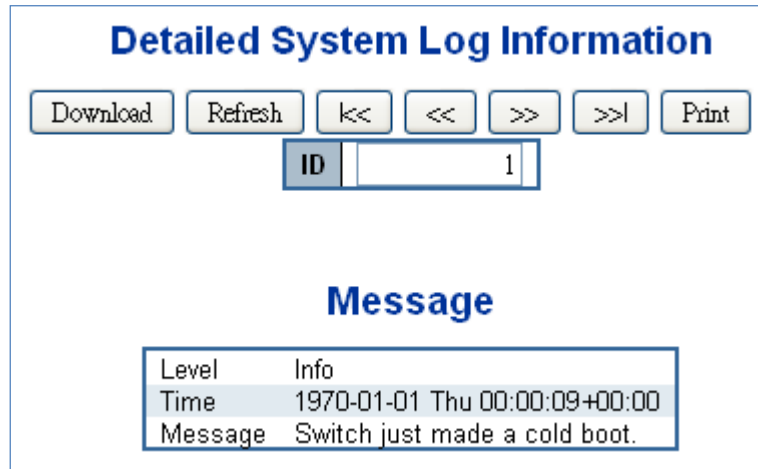 Detailed System Log Information
Download Refresh |<< << >> >>| Print
ID 1
Message
Level Info
Time 1970-01-01 Thu 00:00:09+00:00
Message Switch just made a cold boot.